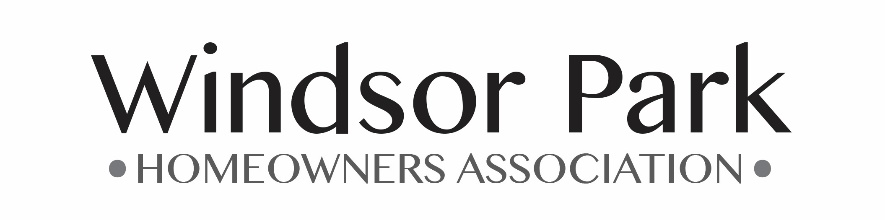 Windsor Park
• HOMEOWNERS ASSOCIATION •